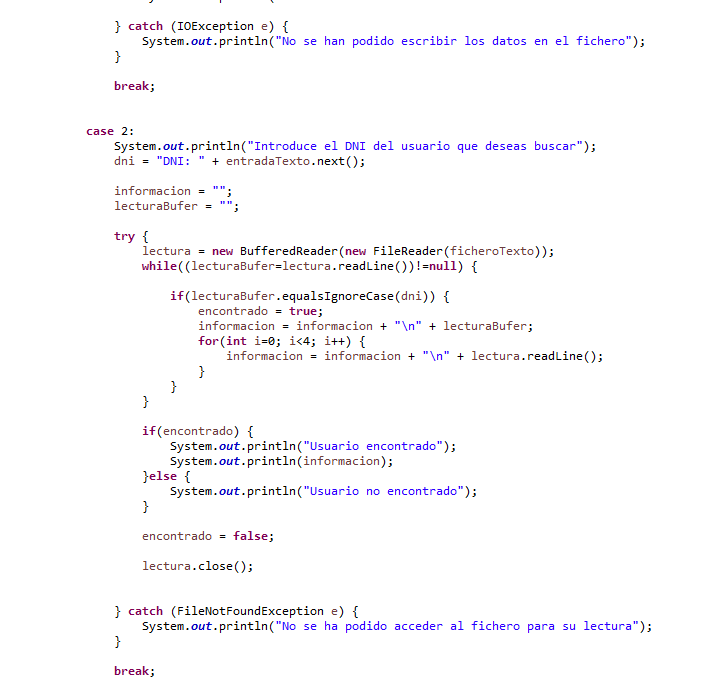 } catch (IOException e) {
System.out.println("No se han podido escribir los datos en el fichero");
}
break;
case 2:
System.out.println("Introduce el DNI del usuario que deseas buscar");
dni = "DNI: " + entradaTexto.next();
informacion = "";
lecturaBufer = "";
try {
lectura = new BufferedReader(new FileReader(ficheroTexto));
while((lecturaBufer=lectura.readLine())!=null) {
if(lecturaBufer.equalsIgnoreCase(dni)) {
encontrado = true;
informacion = informacion + "\n" + lecturaBufer;
for(int i=0; i<4; i++) {
informacion = informacion + "\n" + lectura.readLine();
}
}
}
if(encontrado) {
System.out.println("Usuario encontrado");
System.out.println(informacion);
}else {
System.out.println("Usuario no encontrado");
}
encontrado = false;
lectura.close();
} catch (FileNotFoundException e) {
System.out.println("No se ha podido acceder al fichero para su lectura");
}
break;